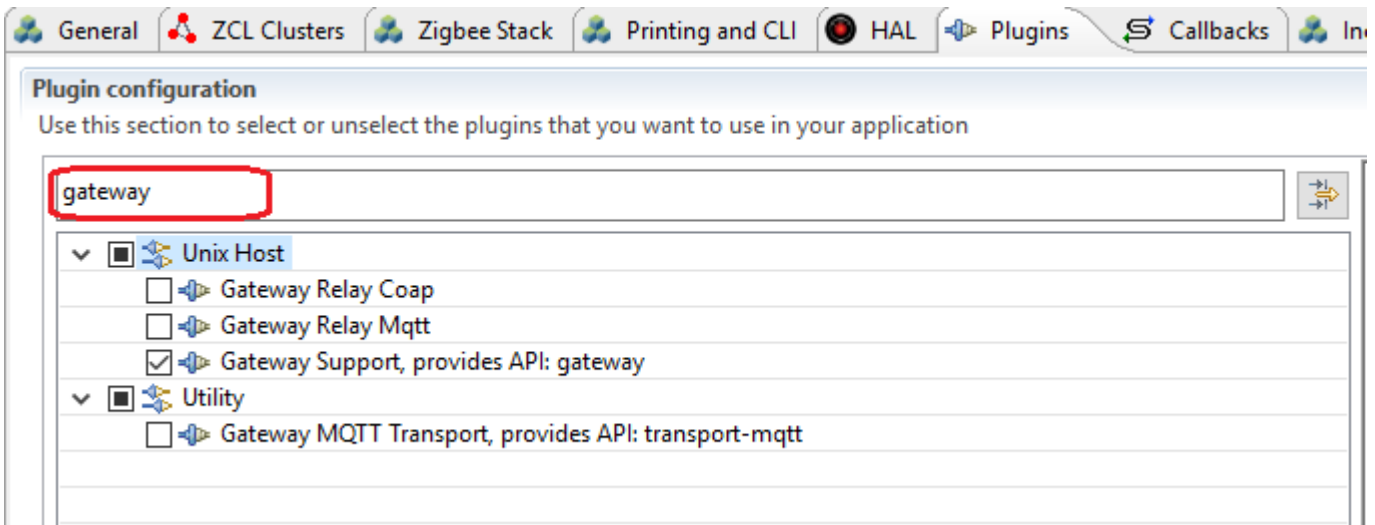 General ZCL Clusters Zigbee Stack Printing and CLI HAL Plugins Callbacks In
Plugin configuration
Use this section to select or unselect the plugins that you want to use in your application
gateway
Unix Host
Gateway Relay Coap
Gateway Relay Mqtt
Gateway Support, provides API: gateway
Utility
Gateway MQTT Transport, provides API: transport-mqtt